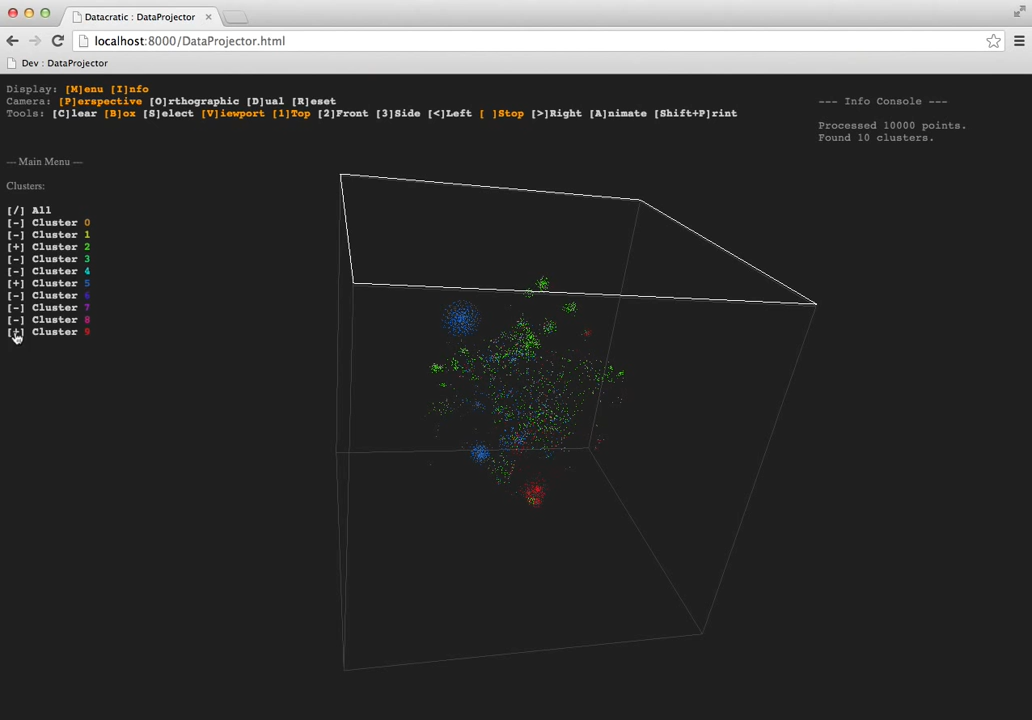 Datacratic : DataProjector
localhost:8000/DataProjector.html
Dev : DataProjector
Display: [M]enu [I]nfo
Camera: [P]erspective [O]rthographic [D]ual [R]eset
Tools: [C]lear [B]ox [S]elect [V]iewport [1]Top [2]Front [3]Side [<]Left [ ]Stop [>]Right [A]nimate [Shift+P]rint
--- Info Console ---
Processed 10000 points.
Found 10 clusters.
— Main Menu —
Clusters:
[/] All
[-] Cluster 0
[-] Cluster 1
[+] Cluster 2
[-] Cluster 3
[-] Cluster 4
[+] Cluster 5
[-] Cluster 6
[-] Cluster 7
[-] Cluster 8
[+] Cluster 9